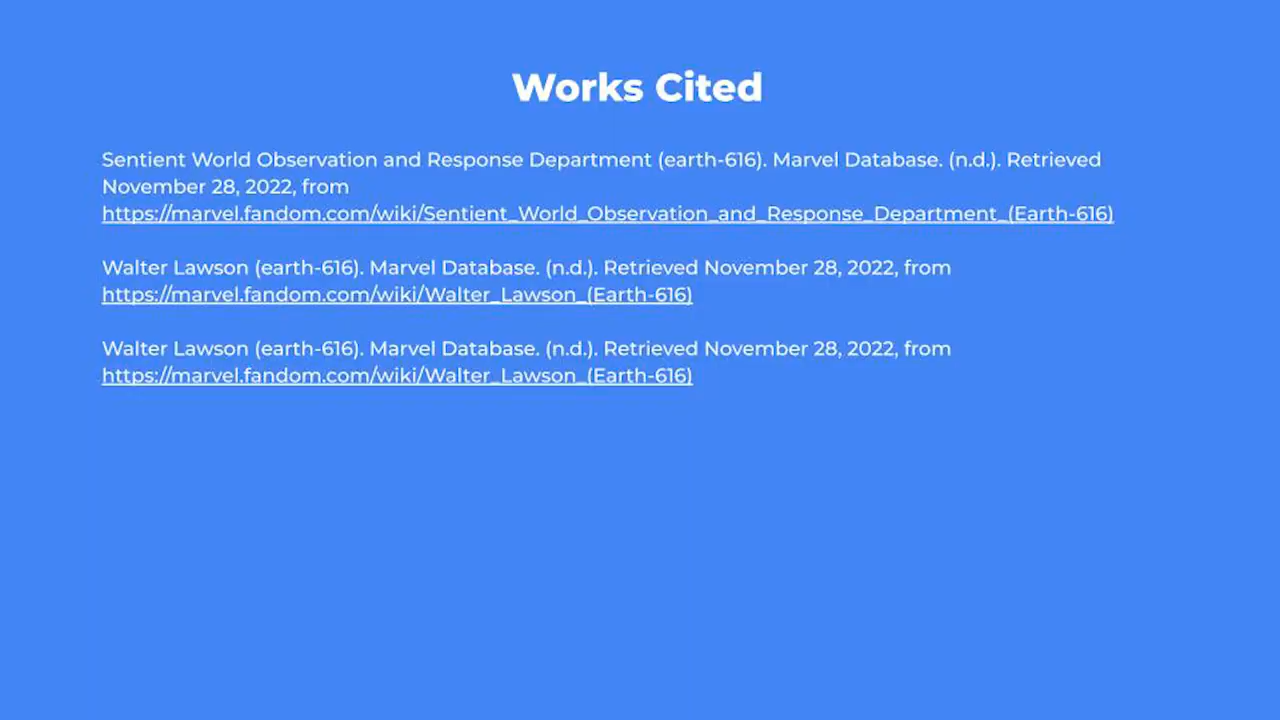 Works Cited
Sentient World Observation and Response Department (earth-616). Marvel Database. (n.d.). Retrieved
November 28, 2022, from
https://marvel.fandom.com/wiki/Sentient_World_Observation_and_Response_Department_(Earth-616)
Walter Lawson (earth-616). Marvel Database. (n.d.). Retrieved November 28, 2022, from
https://marvel.fandom.com/wiki/Walter_Lawson_(Earth-616)
Walter Lawson (earth-616). Marvel Database. (n.d.). Retrieved November 28, 2022, from
https://marvel.fandom.com/wiki/Walter_Lawson_(Earth-616)